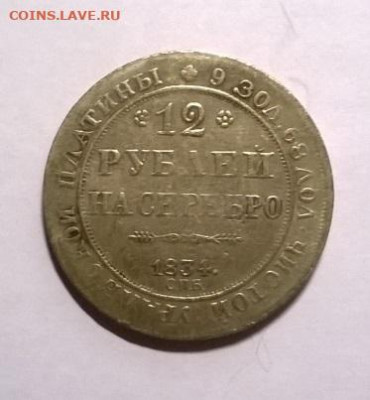 COINS.LAVE.RU
9 ЗОЛ. 68 ДОЛ. ЧИСТОЙ УРАЛЬСКОЙ ПЛАТИНЫ
12
РУБЛЕЙ
НА СЕРЕБРО
1834.
СПБ